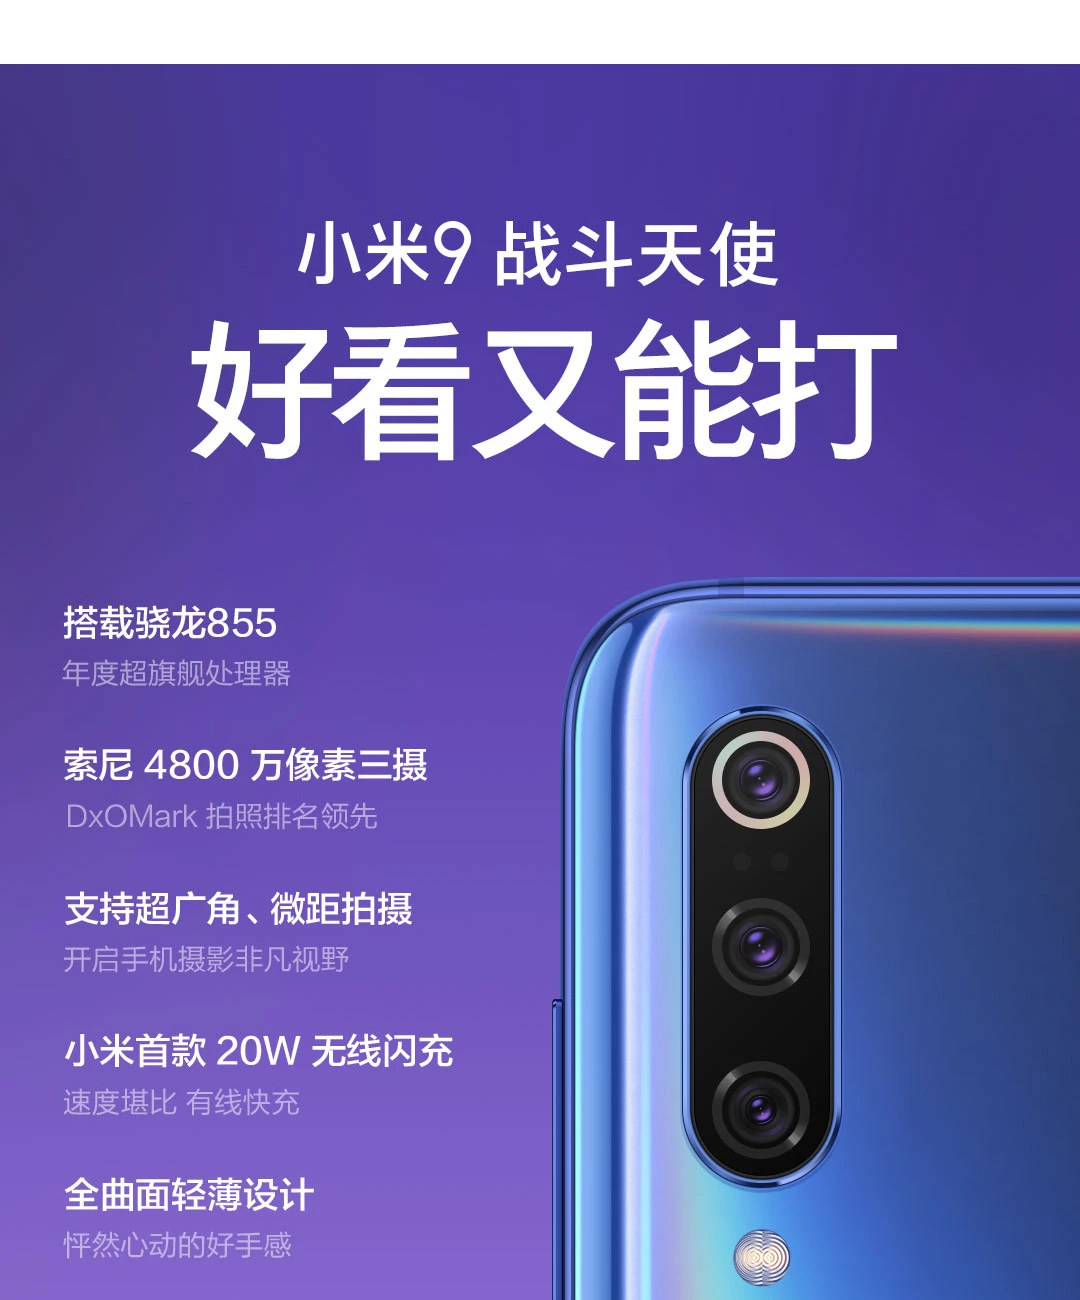 小米9 战斗天使
好看又能打
搭载骁龙855
年度超旗舰处理器
索尼 4800 万像素三摄
DxOMark 拍照排名领先
支持超广角、微距拍摄
开启手机摄影非凡视野
小米首款 20W 无线闪充
速度堪比 有线快充
全曲面轻薄设计
怦然心动的好手感